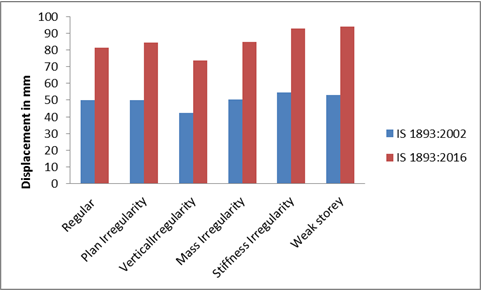 Displacement in mm
100
90
80
70
60
50
40
30
20
10
0
Regular
Plan Irregularity
VerticalIrregularity
Mass Irregularity
Stiffness Irregularity
Weak storey
IS 1893:2002
IS 1893:2016